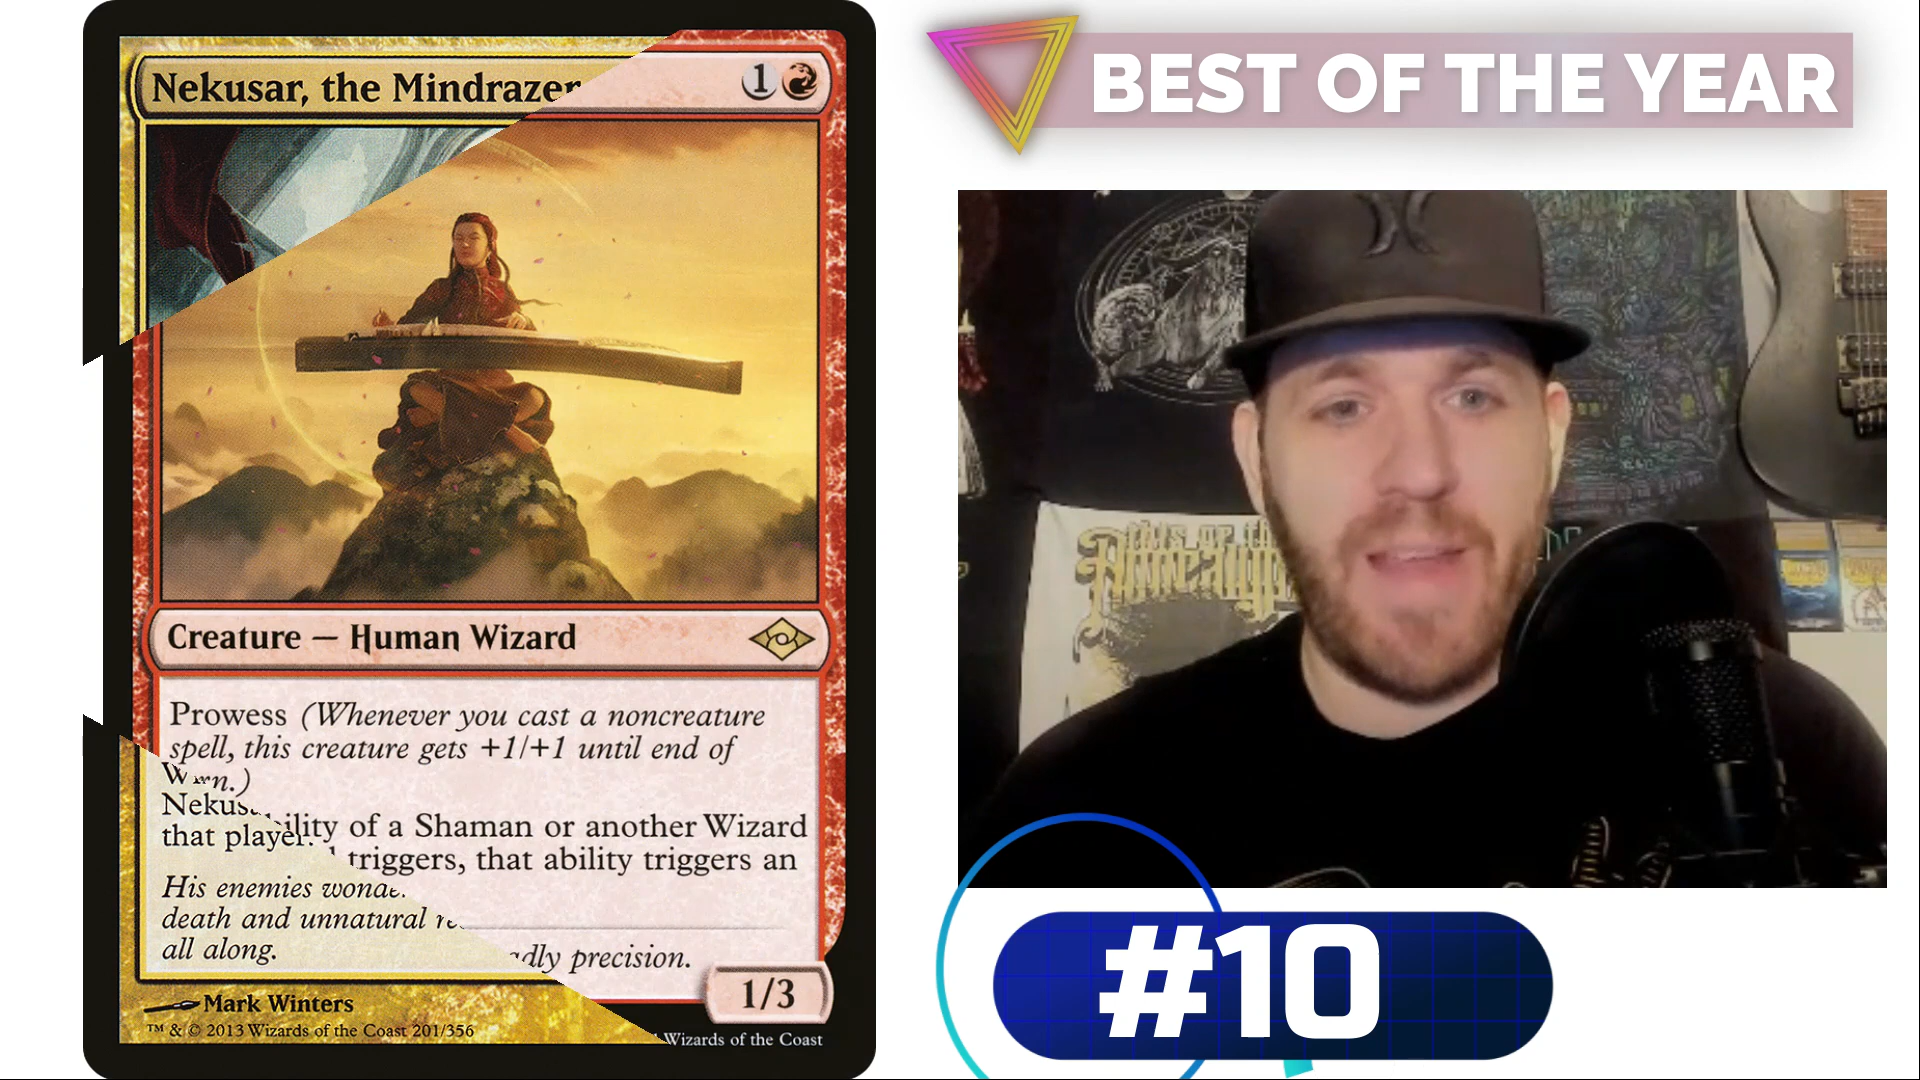 Nekusar, the Mindrazer
1
BEST OF THE YEAR
Creature — Human Wizard
Prowess (Whenever you cast a noncreature
spell, this creature gets +1/+1 until end of
Nekus
that player.
of a Shaman or another Wizard
triggers, that ability triggers an
His enemies
death and unnatural
all along.
precision.
1/3
Mark Winters
™ & © 2013 Wizards of the Coast 201/356
Wizards of the Coast
#10